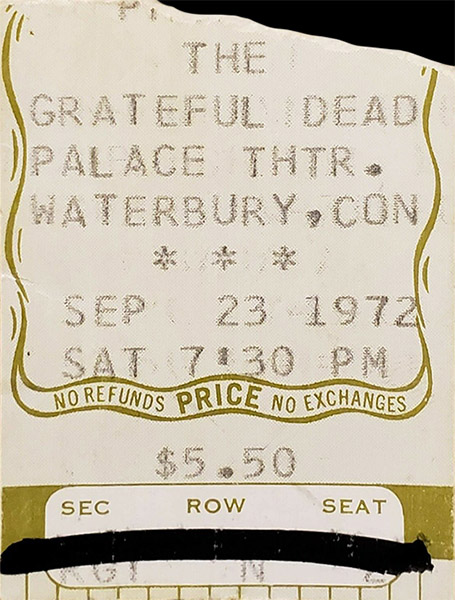 THE
GRATEFUL DEAD
PALACE THTR.
WATERBURY,CON
* * *
SEP 23 1972
SAT 7:30 PM
NO REFUNDS PRICE NO EXCHANGES
$5.50
SEC ROW SEAT
N